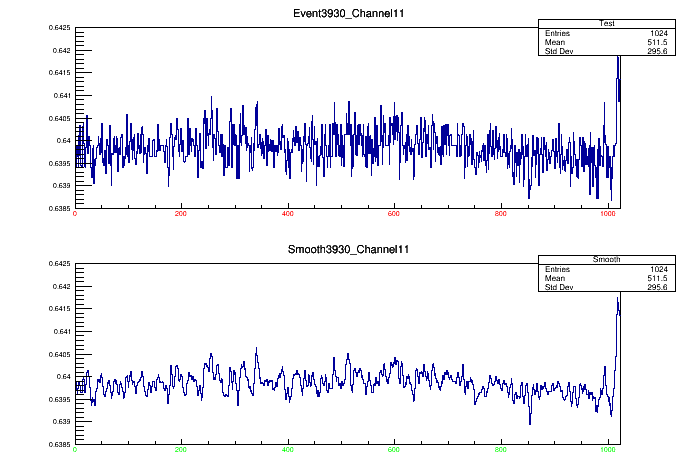 Event3930_Channel11
Test
Entries 1024
Mean 511.5
Std Dev 295.6
0.6425
0.642
0.6415
0.641
0.6405
0.64
0.6395
0.639
0.6385
0 200 400 600 800 1000
Smooth3930_Channel11
Smooth
Entries 1024
Mean 511.5
Std Dev 295.6
0.6425
0.642
0.6415
0.641
0.6405
0.64
0.6395
0.639
0.6385
0 200 400 600 800 1000